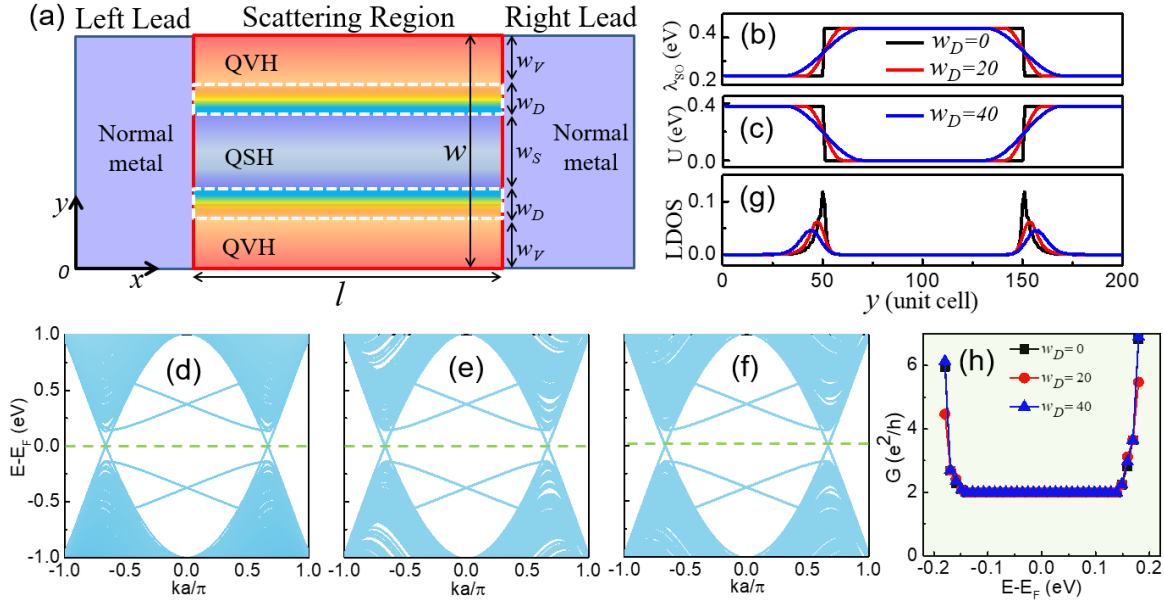 (a) Left Lead Scattering Region Right Lead
QVH
w_V
w_D
Normal
metal
QSH
w
w_S
Normal
metal
w_D
QVH
w_V
y
0
x
l
(b)
λ_SO (eV)
0.4
0.2
w_D=0
w_D=20
(c)
U (eV)
0.4
0.0
w_D=40
(g)
LDOS
0.1
0.0
0 50 100 150 200
y (unit cell)
(d)
E-E_F (eV)
1.0
0.5
0.0
-0.5
-1.0
-1.0 -0.5 0.0 0.5 1.0
ka/π
(e)
-1.0 -0.5 0.0 0.5 1.0
ka/π
(f)
-1.0 -0.5 0.0 0.5 1.0
ka/π
(h)
G (e²/h)
6
4
2
0
w_D= 0
w_D= 20
w_D= 40
-0.2 -0.1 0.0 0.1 0.2
E-E_F (eV)